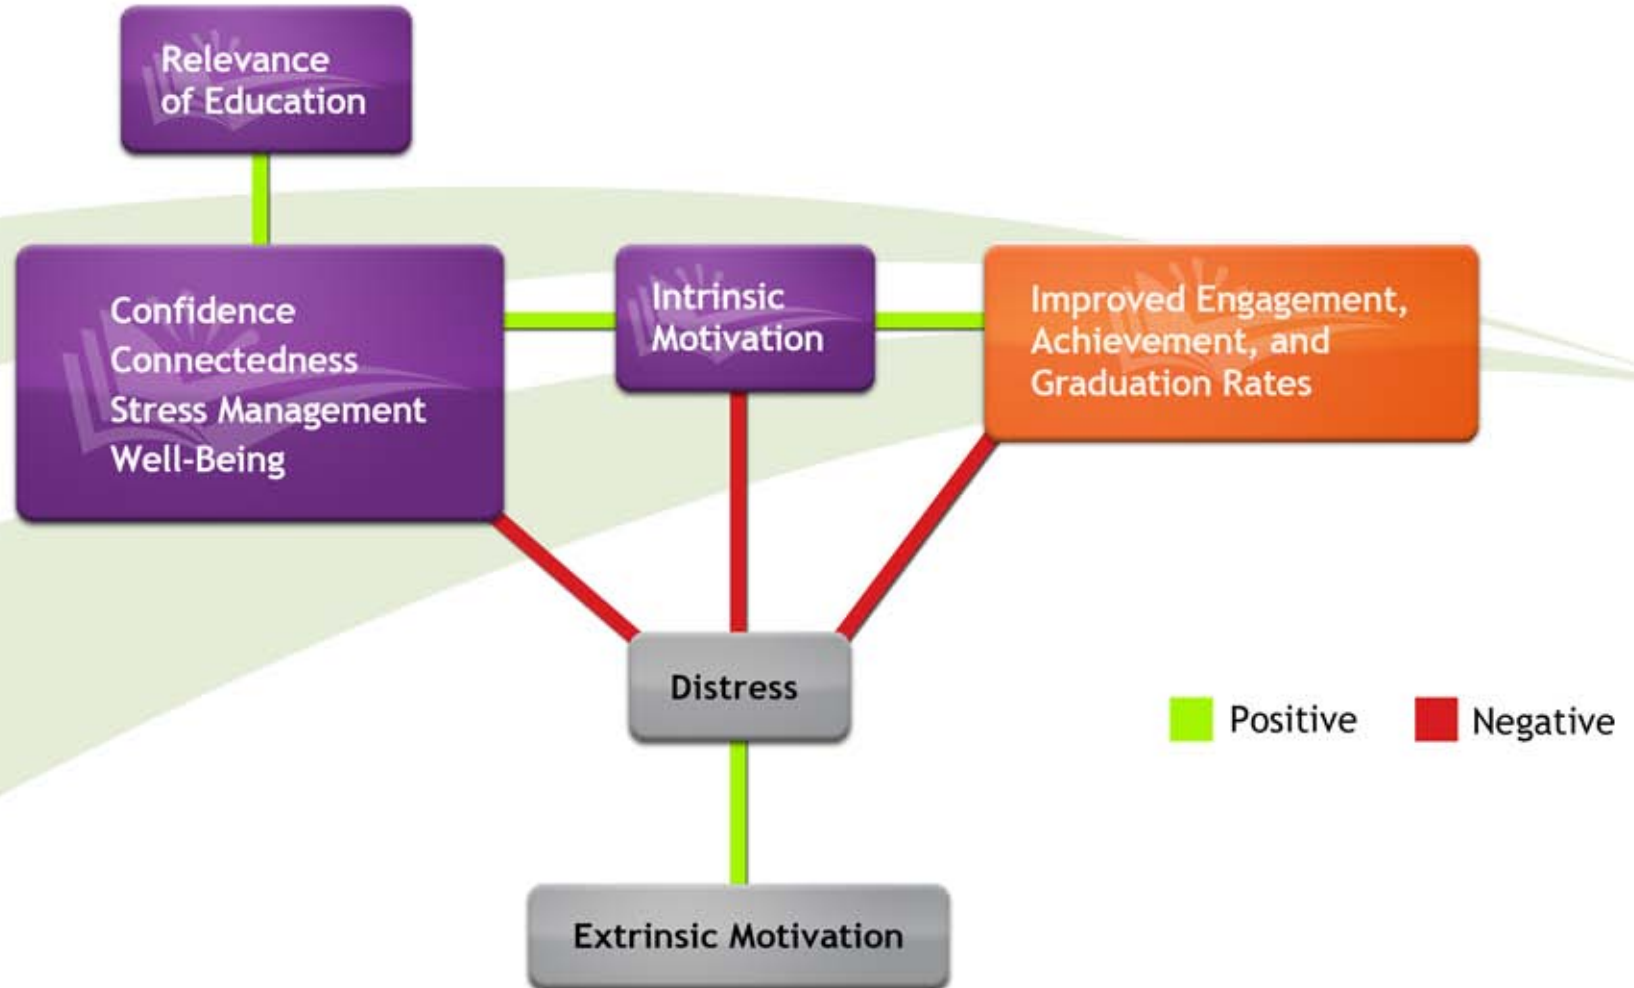 Relevance
of Education
Confidence
Connectedness
Stress Management
Well-Being
Intrinsic
Motivation
Improved Engagement,
Achievement, and
Graduation Rates
Distress
Positive
Negative
Extrinsic Motivation